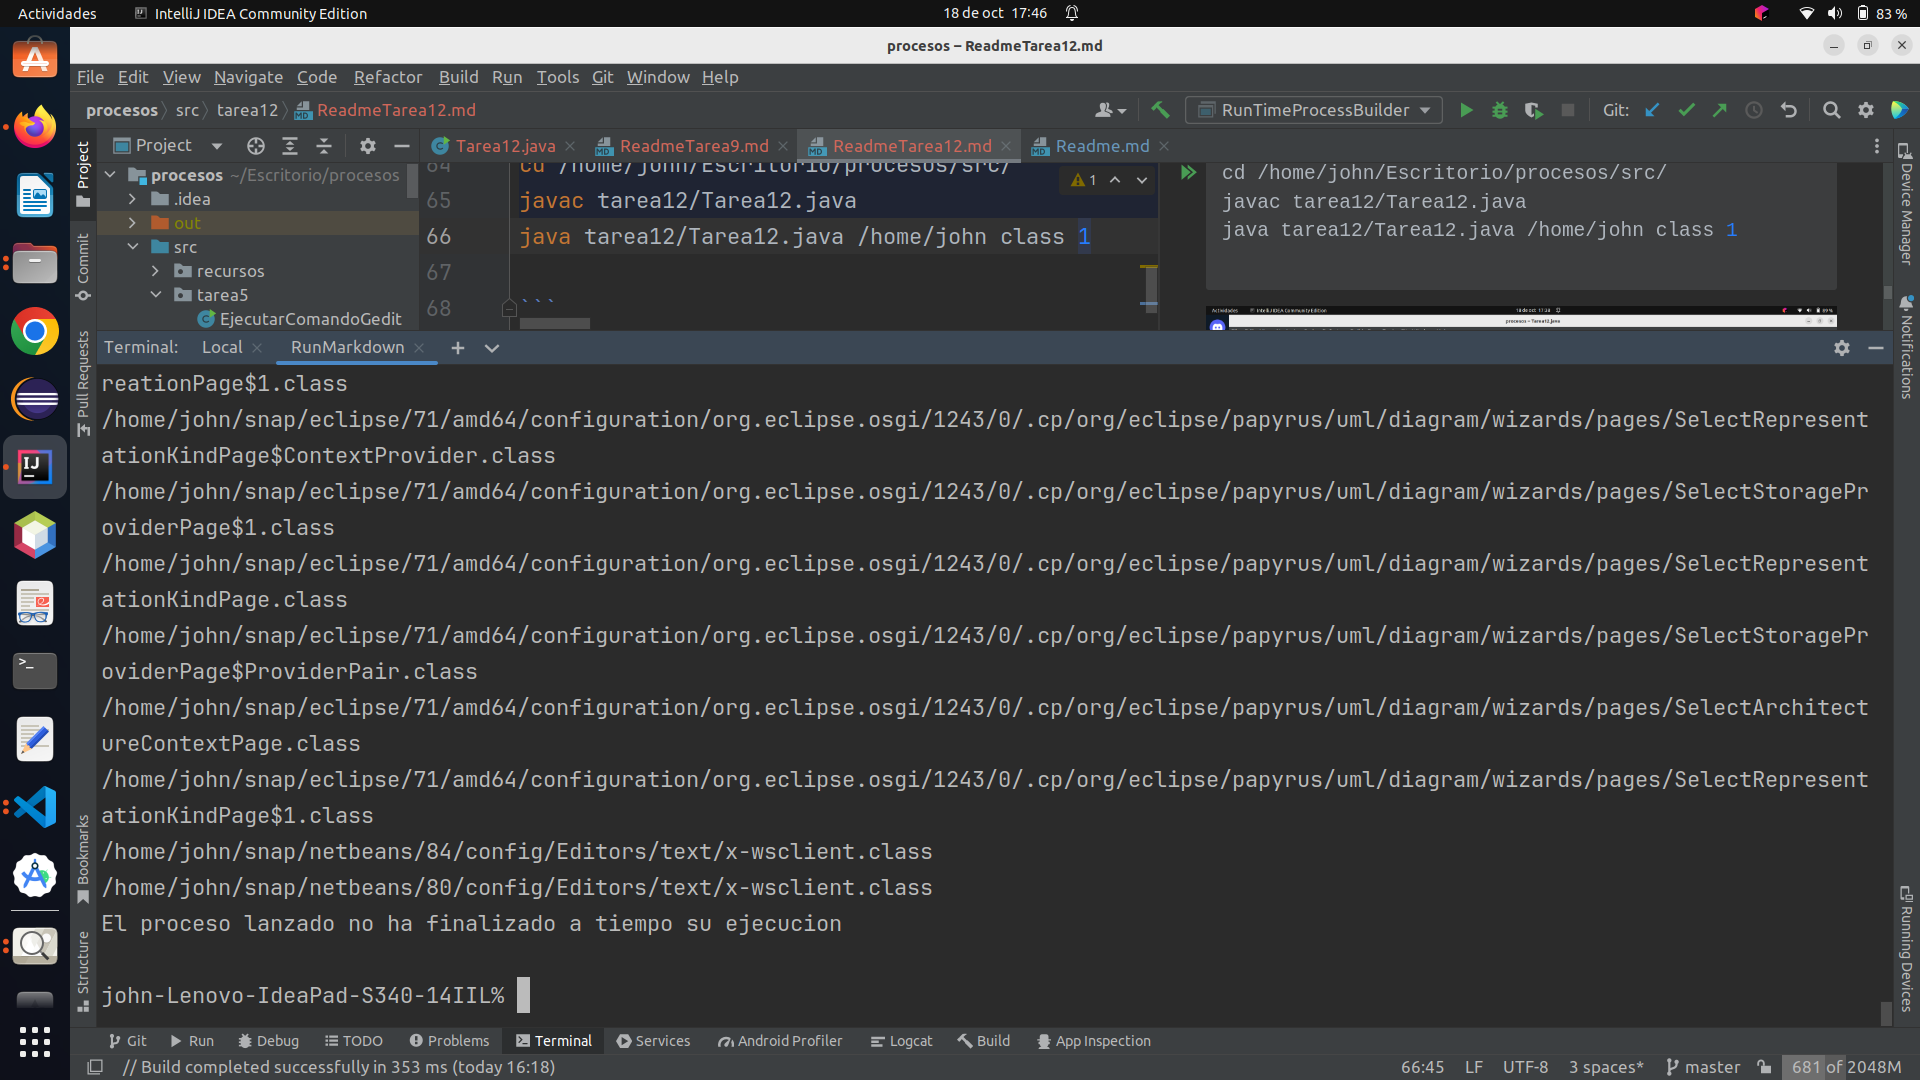 Actividades
IntelliJ IDEA Community Edition
18 de oct 17:46
83 %
procesos – ReadmeTarea12.md
File Edit View Navigate Code Refactor Build Run Tools Git Window Help
procesos src tarea12 ReadmeTarea12.md
RunTimeProcessBuilder
Git:
Project
Tarea12.java
ReadmeTarea9.md
ReadmeTarea12.md
Readme.md
procesos ~/Escritorio/procesos
.idea
out
src
recursos
tarea5
EjecutarComandoGedit
64 cd /home/john/Escritorio/procesos/src/
65 javac tarea12/Tarea12.java
66 java tarea12/Tarea12.java /home/john class 1
67
68 ```
1
cd /home/john/Escritorio/procesos/src/
javac tarea12/Tarea12.java
java tarea12/Tarea12.java /home/john class 1
Project
Commit
Pull Requests
Bookmarks
Structure
Device Manager
Notifications
Running Devices
Terminal: Local RunMarkdown
reationPage$1.class
/home/john/snap/eclipse/71/amd64/configuration/org.eclipse.osgi/1243/0/.cp/org/eclipse/papyrus/uml/diagram/wizards/pages/SelectRepresent
ationKindPage$ContextProvider.class
/home/john/snap/eclipse/71/amd64/configuration/org.eclipse.osgi/1243/0/.cp/org/eclipse/papyrus/uml/diagram/wizards/pages/SelectStoragePr
oviderPage$1.class
/home/john/snap/eclipse/71/amd64/configuration/org.eclipse.osgi/1243/0/.cp/org/eclipse/papyrus/uml/diagram/wizards/pages/SelectRepresent
ationKindPage.class
/home/john/snap/eclipse/71/amd64/configuration/org.eclipse.osgi/1243/0/.cp/org/eclipse/papyrus/uml/diagram/wizards/pages/SelectStoragePr
oviderPage$ProviderPair.class
/home/john/snap/eclipse/71/amd64/configuration/org.eclipse.osgi/1243/0/.cp/org/eclipse/papyrus/uml/diagram/wizards/pages/SelectArchitect
ureContextPage.class
/home/john/snap/eclipse/71/amd64/configuration/org.eclipse.osgi/1243/0/.cp/org/eclipse/papyrus/uml/diagram/wizards/pages/SelectRepresent
ationKindPage$1.class
/home/john/snap/netbeans/84/config/Editors/text/x-wsclient.class
/home/john/snap/netbeans/80/config/Editors/text/x-wsclient.class
El proceso lanzado no ha finalizado a tiempo su ejecucion
john-Lenovo-IdeaPad-S340-14IIL%
Git Run Debug TODO Problems Terminal Services Android Profiler Logcat Build App Inspection
// Build completed successfully in 353 ms (today 16:18)
66:45 LF UTF-8 3 spaces* master 681 of 2048M